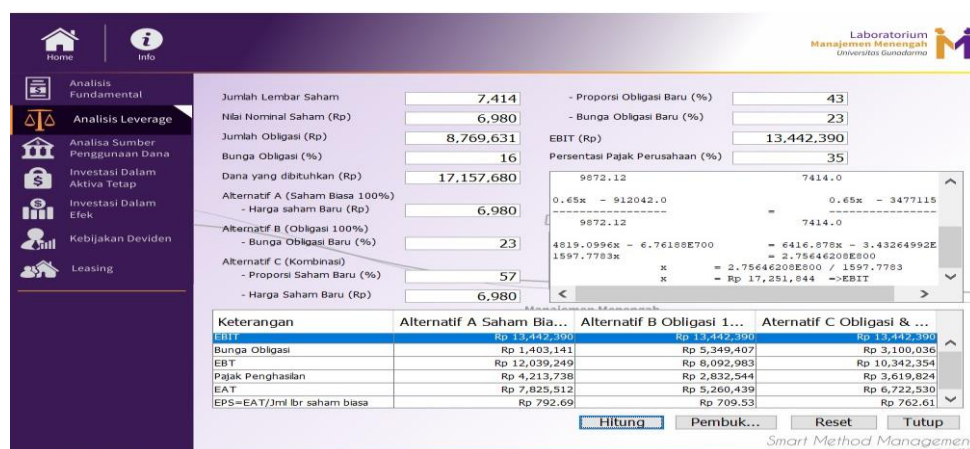 Home
Info
Laboratorium
Manajemen Menengah
Universitas Gunadarma
Analisis
Fundamental
Analisis Leverage
Analisa Sumber
Penggunaan Dana
Investasi Dalam
Aktiva Tetap
Investasi Dalam
Efek
Kebijakan Deviden
Leasing
Jumlah Lembar Saham 7,414
Nilai Nominal Saham (Rp) 6,980
Jumlah Obligasi (Rp) 8,769,631
Bunga Obligasi (%) 16
Dana yang dibutuhkan (Rp) 17,157,680
Alternatif A (Saham Biasa 100%)
- Harga saham Baru (Rp) 6,980
Alternatif B (Obligasi 100%)
- Bunga Obligasi Baru (%) 23
Alternatif C (Kombinasi)
- Proporsi Saham Baru (%) 57
- Harga Saham Baru (Rp) 6,980
- Proporsi Obligasi Baru (%) 43
- Bunga Obligasi Baru (%) 23
EBIT (Rp) 13,442,390
Persentasi Pajak Perusahaan (%) 35
9872.12 7414.0
0.65x - 912042.0 0.65x - 3477115
---------------- = ----------------
9872.12 7414.0
4819.0996x - 6.76188E700 = 6416.878x - 3.43264992E
1597.7783x = 2.75646208E800
x = 2.75646208E800 / 1597.7783
x = Rp 17,251,844 =>EBIT
Keterangan Alternatif A Saham Bia... Alternatif B Obligasi 1... Aternatif C Obligasi & ...
EBIT Rp 13,442,390 Rp 13,442,390 Rp 13,442,390
Bunga Obligasi Rp 1,403,141 Rp 5,349,407 Rp 3,100,036
EBT Rp 12,039,249 Rp 8,092,983 Rp 10,342,354
Pajak Penghasilan Rp 4,213,738 Rp 2,832,544 Rp 3,619,824
EAT Rp 7,825,512 Rp 5,260,439 Rp 6,722,530
EPS=EAT/Jml lbr saham biasa Rp 792.69 Rp 709.53 Rp 762.61
Hitung Pembuk... Reset Tutup
Smart Method Managemen